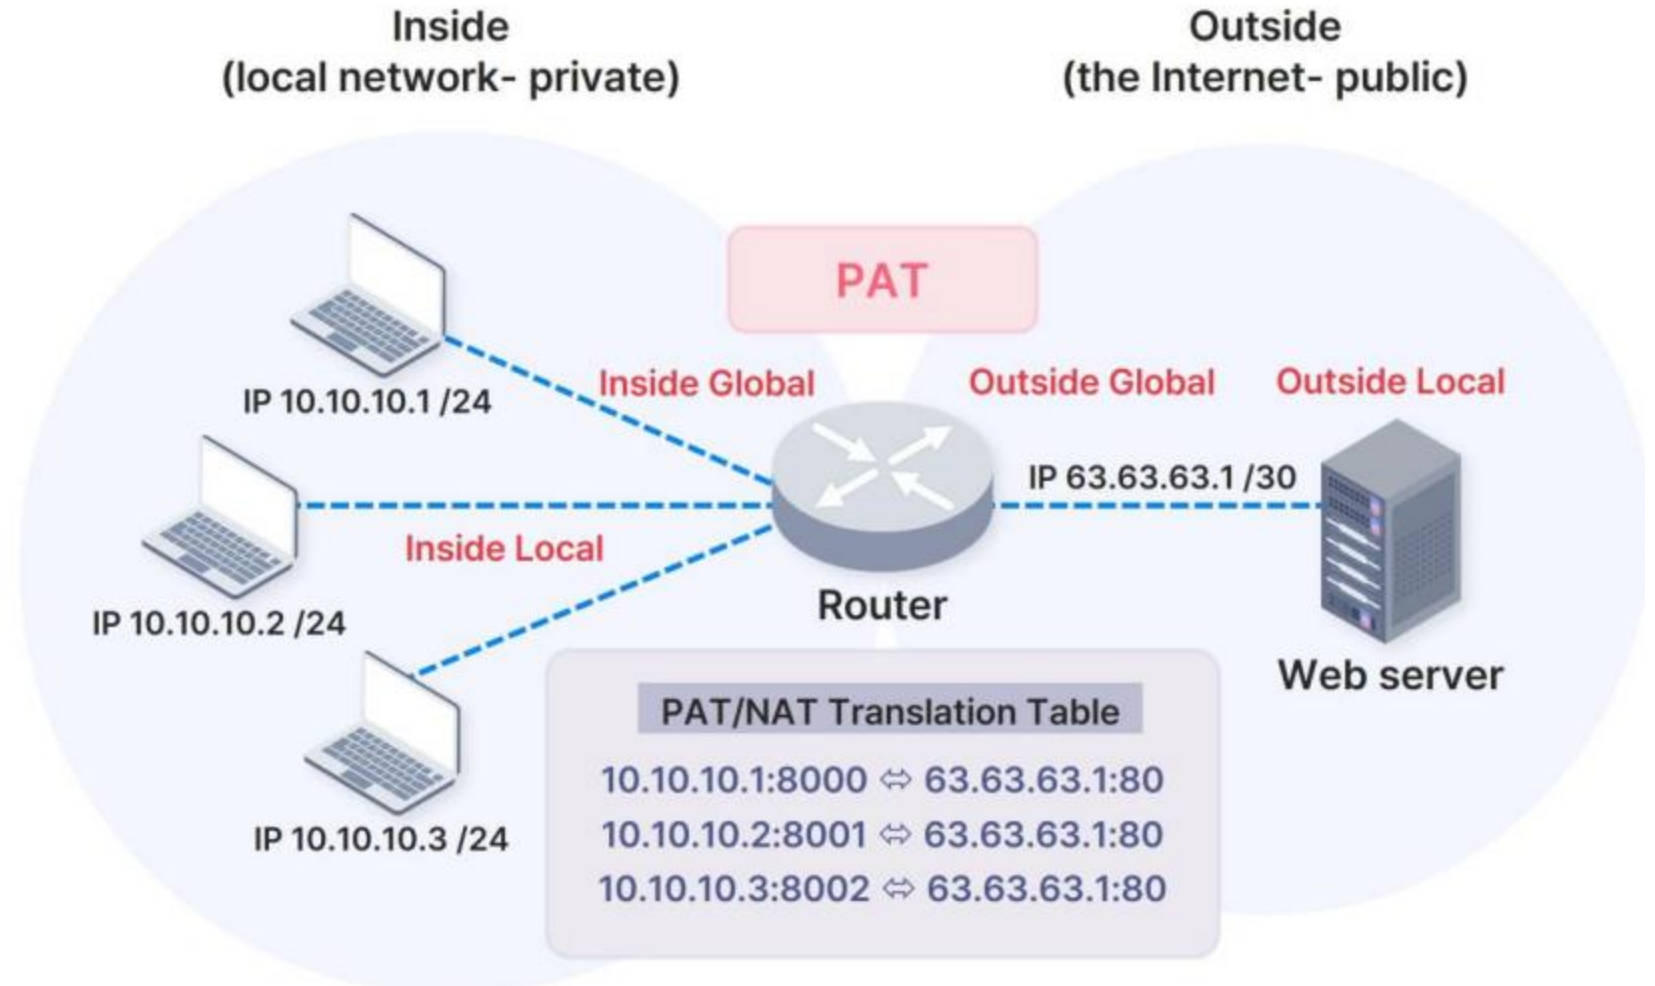 Inside
(local network- private)
Outside
(the Internet- public)
PAT
Inside Global
Outside Global
Outside Local
IP 10.10.10.1 /24
IP 63.63.63.1 /30
Inside Local
IP 10.10.10.2 /24
Router
Web server
IP 10.10.10.3 /24
PAT/NAT Translation Table
10.10.10.1:8000 ⬄ 63.63.63.1:80
10.10.10.2:8001 ⬄ 63.63.63.1:80
10.10.10.3:8002 ⬄ 63.63.63.1:80